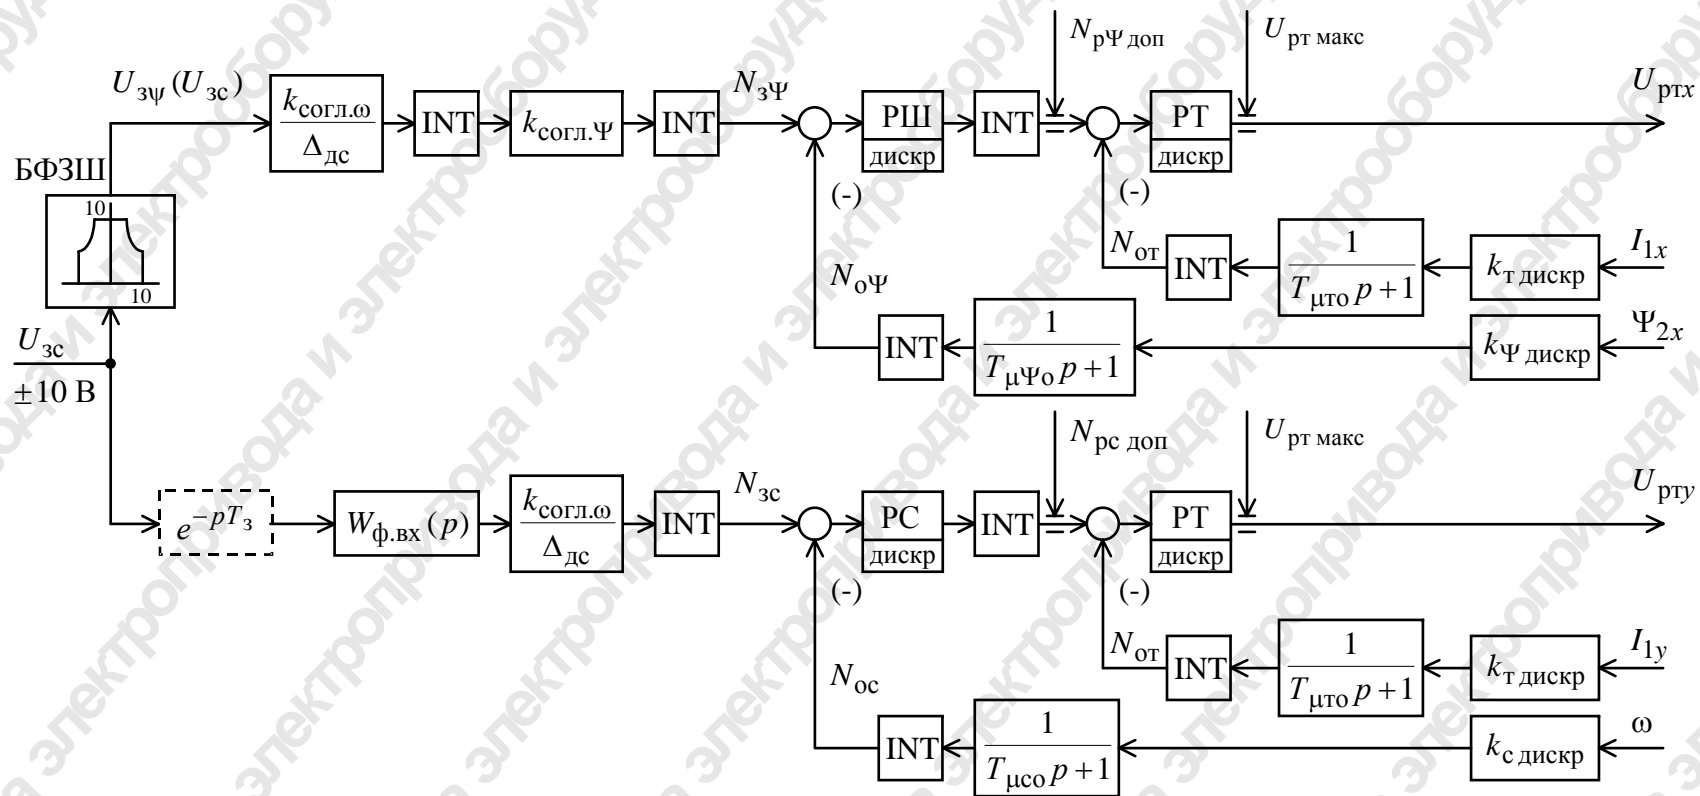 U_зψ (U_зс)
k_согл.ω / Δ_дс
INT
k_согл.Ψ
INT
N_зΨ
РШ
дискр
INT
N_рΨ доп
РТ
дискр
U_рт макс
U_ртx
(-)
(-)
БФЗШ
10
10
N_от
INT
1 / (T_μто p + 1)
k_т дискр
I_1x
N_оΨ
INT
1 / (T_μΨо p + 1)
k_Ψ дискр
Ψ_2x
U_зс
±10 В
e^−pT_з
W_ф.вх (p)
k_согл.ω / Δ_дс
INT
N_зс
РС
дискр
INT
N_рс доп
РТ
дискр
U_рт макс
U_ртy
(-)
(-)
N_от
INT
1 / (T_μто p + 1)
k_т дискр
I_1y
N_ос
INT
1 / (T_μсо p + 1)
k_с дискр
ω
электропривода и электрооборудо